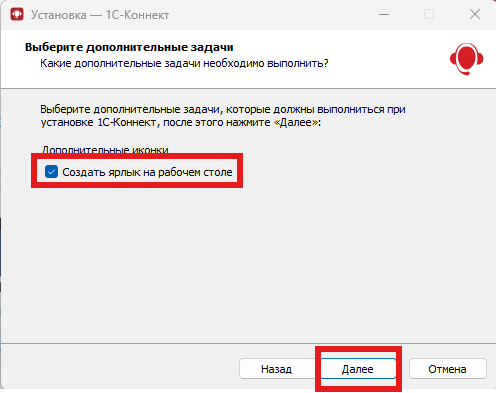 Установка — 1С-Коннект
Выберите дополнительные задачи
Какие дополнительные задачи необходимо выполнить?
Выберите дополнительные задачи, которые должны выполниться при
установке 1С-Коннект, после этого нажмите «Далее»:
Дополнительные иконки
Создать ярлык на рабочем столе
Назад
Далее
Отмена